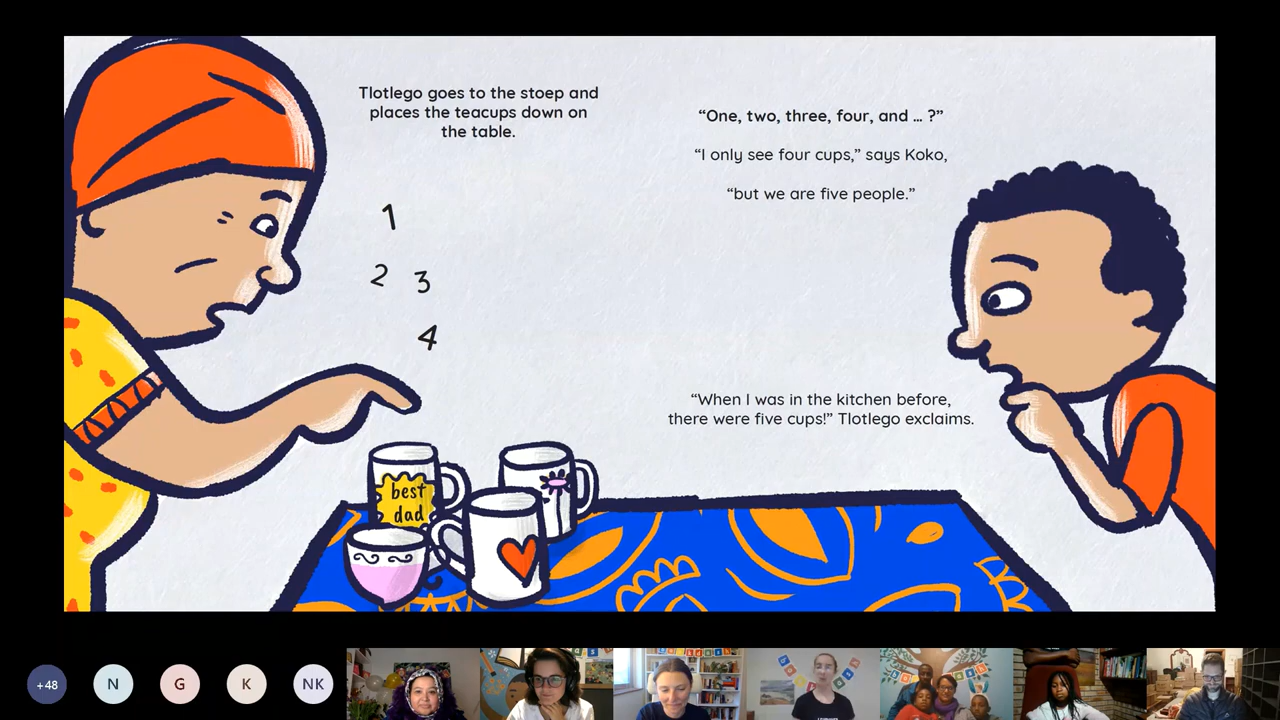 Tlotlego goes to the stoep and
places the teacups down on
the table.
“One, two, three, four, and ... ?”
“I only see four cups,” says Koko,
“but we are five people.”
1
2 3
4
“When I was in the kitchen before,
there were five cups!” Tlotlego exclaims.
best
dad
+48
N
G
K
NK